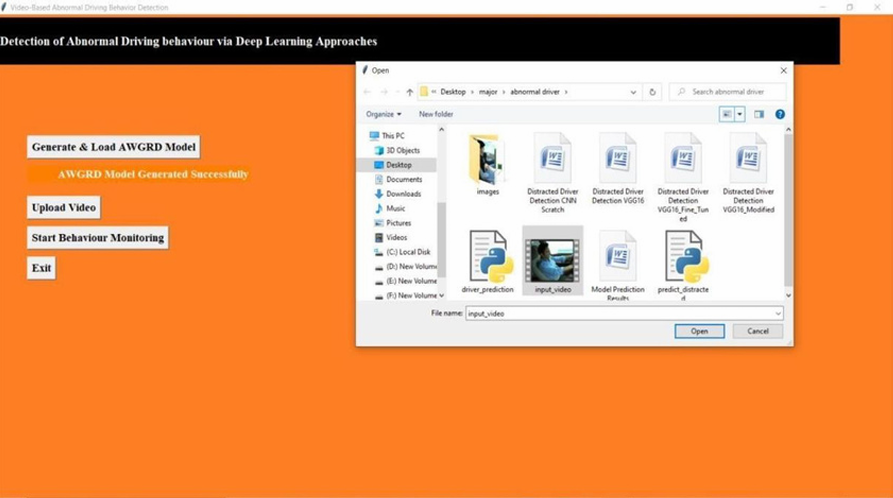 Video-Based Abnormal Driving Behavior Detection
Detection of Abnormal Driving behaviour via Deep Learning Approaches
Generate & Load AWGRD Model
AWGRD Model Generated Successfully
Upload Video
Start Behaviour Monitoring
Exit
Open
« Desktop › major › abnormal driver ›
Search abnormal driver
Organize
New folder
This PC
3D Objects
Desktop
Documents
Downloads
Music
Pictures
Videos
(C:) Local Disk
(D:) New Volume
(E:) New Volume
(F:) New Volume
images
Distracted Driver
Detection CNN
Scratch
Distracted Driver
Detection VGG16
Distracted Driver
Detection
VGG16_Fine_Tun
ed
Distracted Driver
Detection
VGG16_Modified
driver_prediction
input_video
Model Prediction
Results
predict_distracte
d
File name:
input_video
Open
Cancel